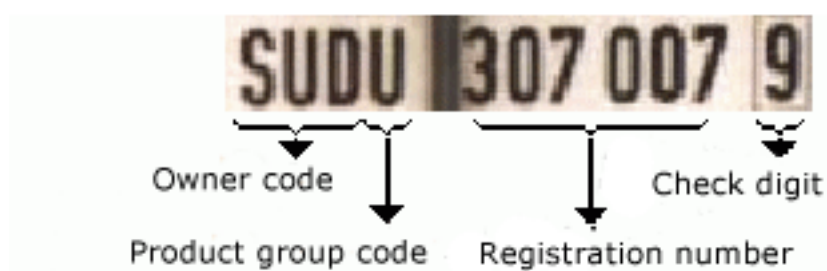 SUDU 307 007 9
Owner code Check digit
Product group code Registration number